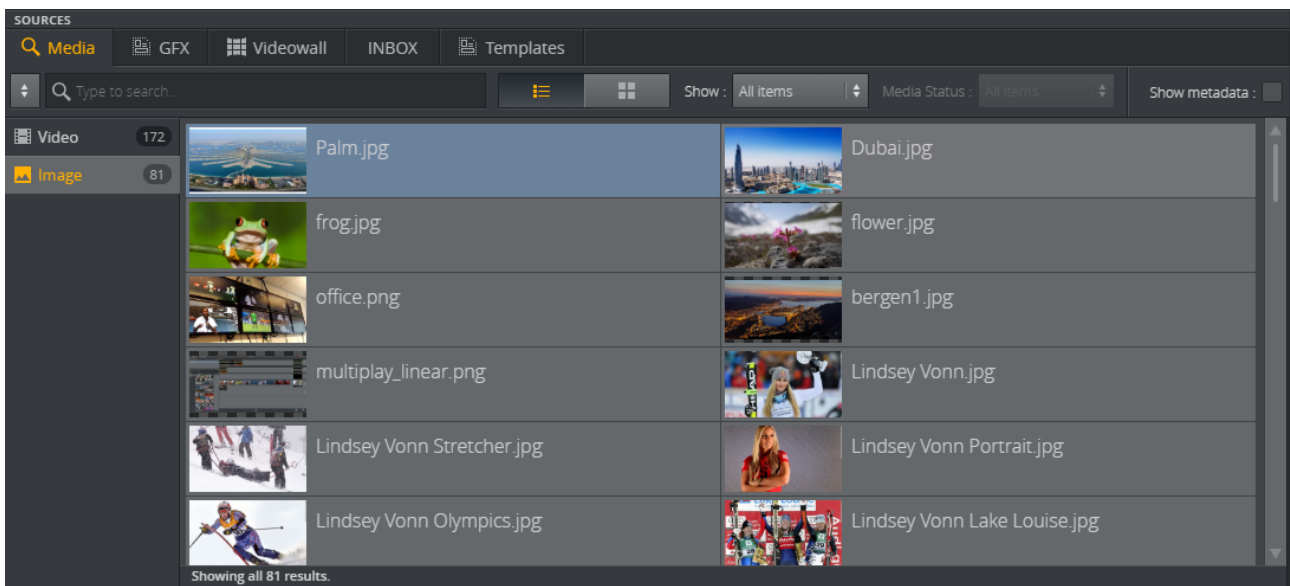 SOURCES
Media GFX Videowall INBOX Templates
Type to search.. Show : All items Media Status : All items Show metadata :
Video 172
Image 81
Palm.jpg Dubai.jpg
frog.jpg flower.jpg
office.png bergen1.jpg
multiplay_linear.png Lindsey Vonn.jpg
Lindsey Vonn Stretcher.jpg Lindsey Vonn Portrait.jpg
Lindsey Vonn Olympics.jpg Lindsey Vonn Lake Louise.jpg
Showing all 81 results.